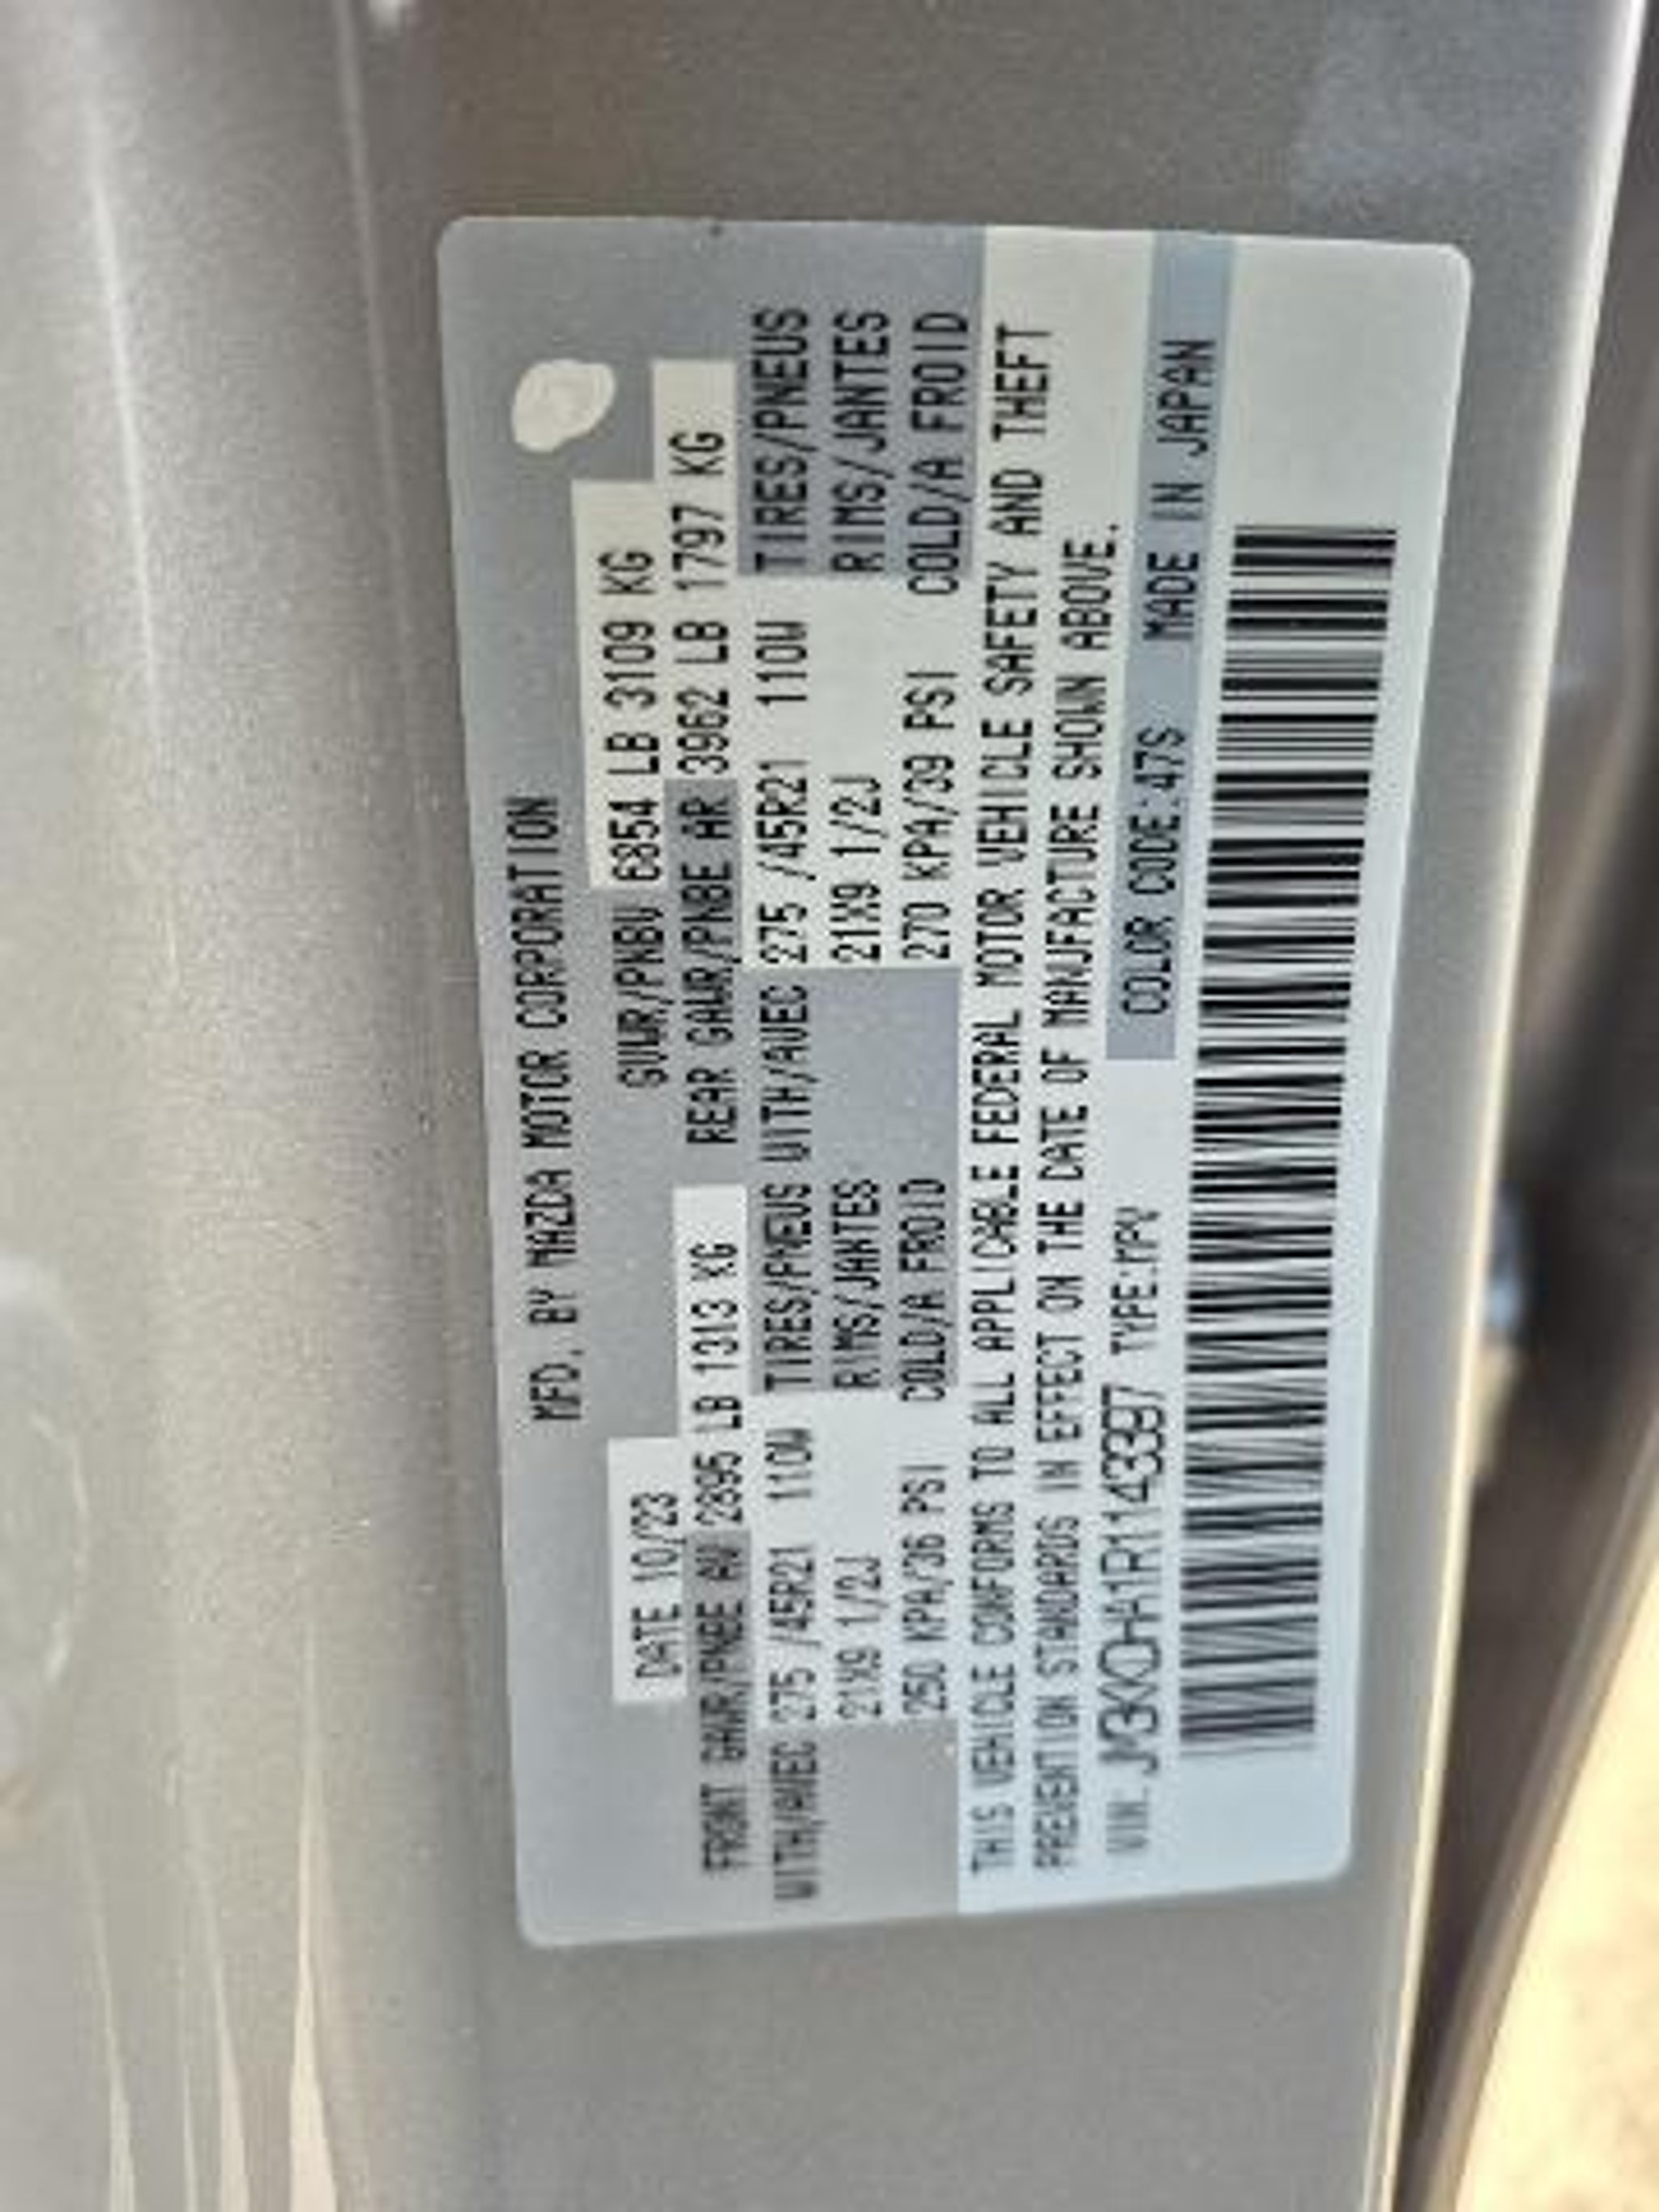 MFD. BY MAZDA MOTOR CORPORATION
DATE 10/23 GVWR/PNBV 6854 LB 3109 KG
FRONT GAWR/PNBE AV 2895 LB 1313 KG REAR GAWR/PNBE AR 3962 LB 1797 KG
WITH/AVEC 275 /45R21 110W TIRES/PNEUS WITH/AVEC 275 /45R21 110W TIRES/PNEUS
21X9 1/2J RIMS/JANTES 21X9 1/2J RIMS/JANTES
250 KPA/36 PSI COLD/A FROID 270 KPA/39 PSI COLD/A FROID
THIS VEHICLE CONFORMS TO ALL APPLICABLE FEDERAL MOTOR VEHICLE SAFETY AND THEFT
PREVENTION STANDARDS IN EFFECT ON THE DATE OF MANUFACTURE SHOWN ABOVE.
VIN. JM3KKDHA1R1143397 TYPE:MPV COLOR CODE:47S MADE IN JAPAN